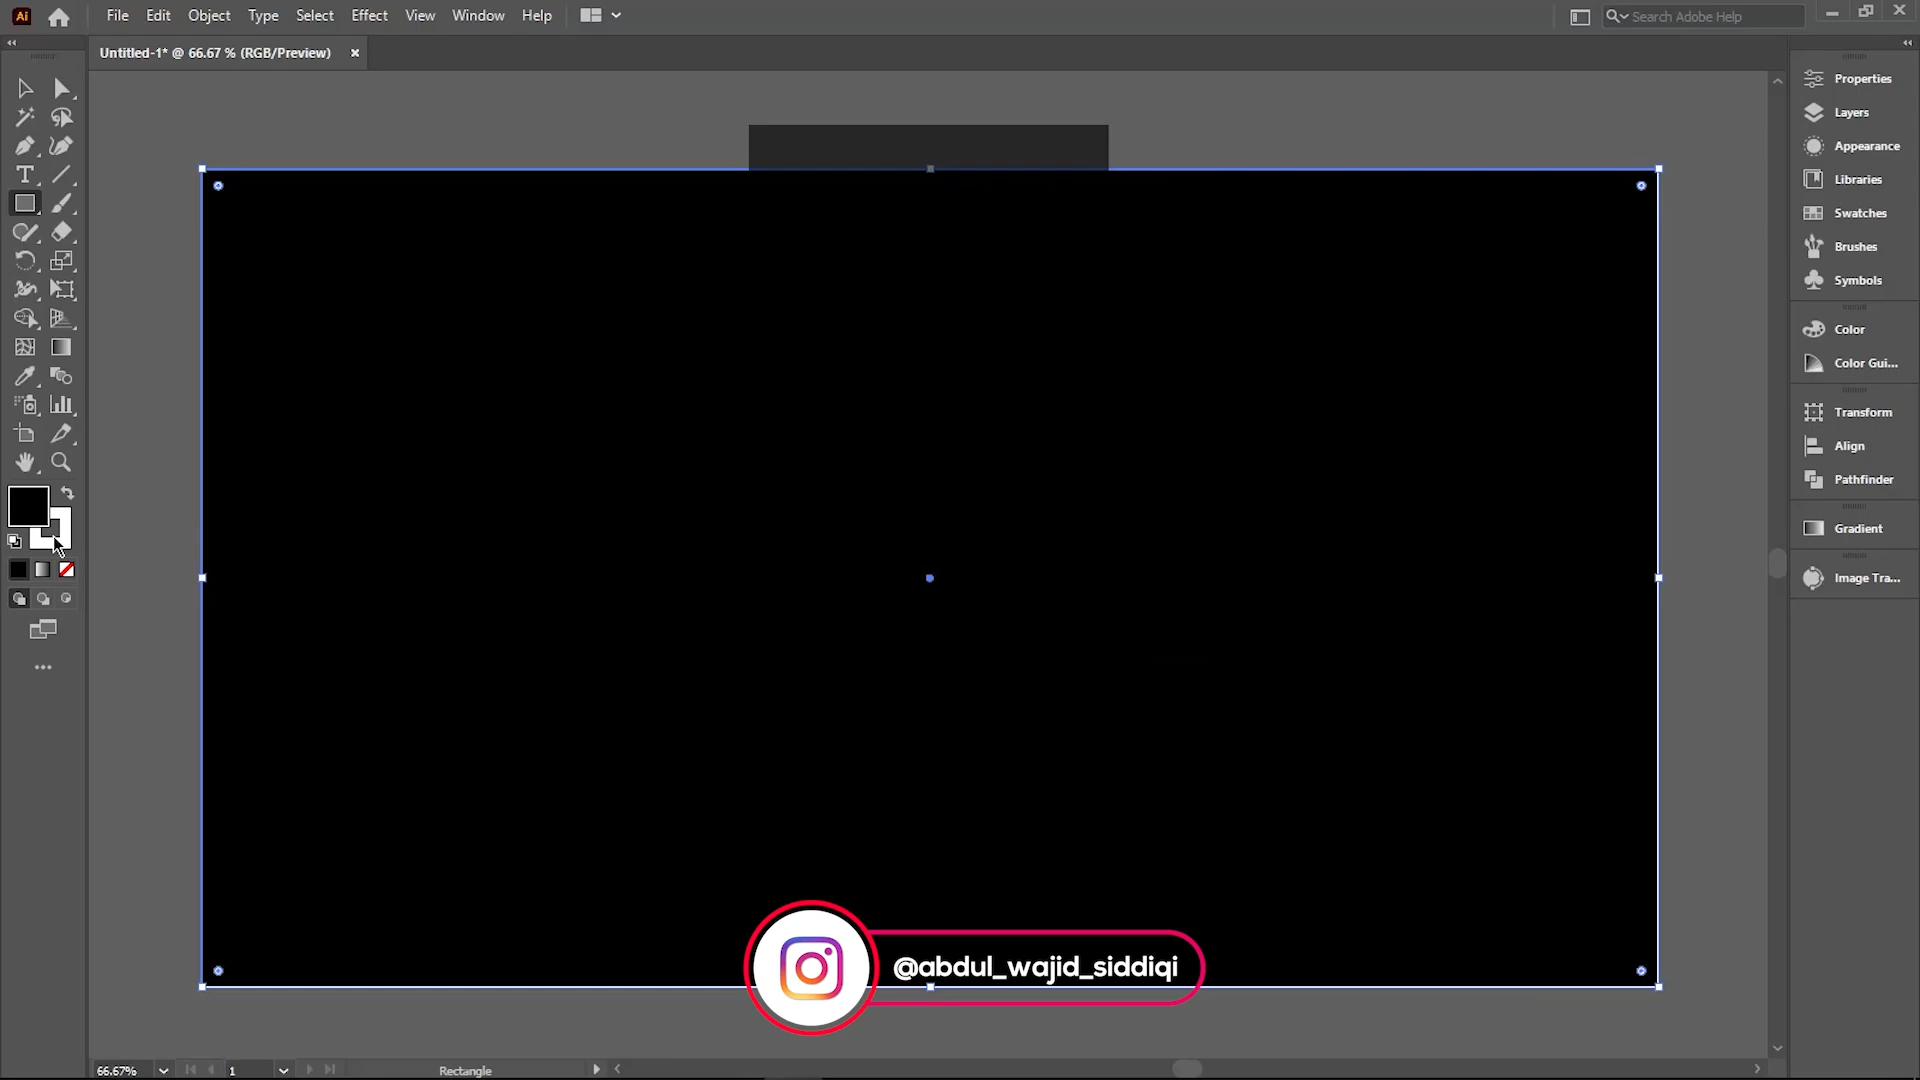 Ai
File Edit Object Type Select Effect View Window Help
Search Adobe Help
Untitled-1* @ 66.67 % (RGB/Preview)
Properties
Layers
Appearance
Libraries
Swatches
Brushes
Symbols
Color
Color Gui...
Transform
Align
Pathfinder
Gradient
Image Tra...
@abdul_wajid_siddiqi
66.67%
1
Rectangle